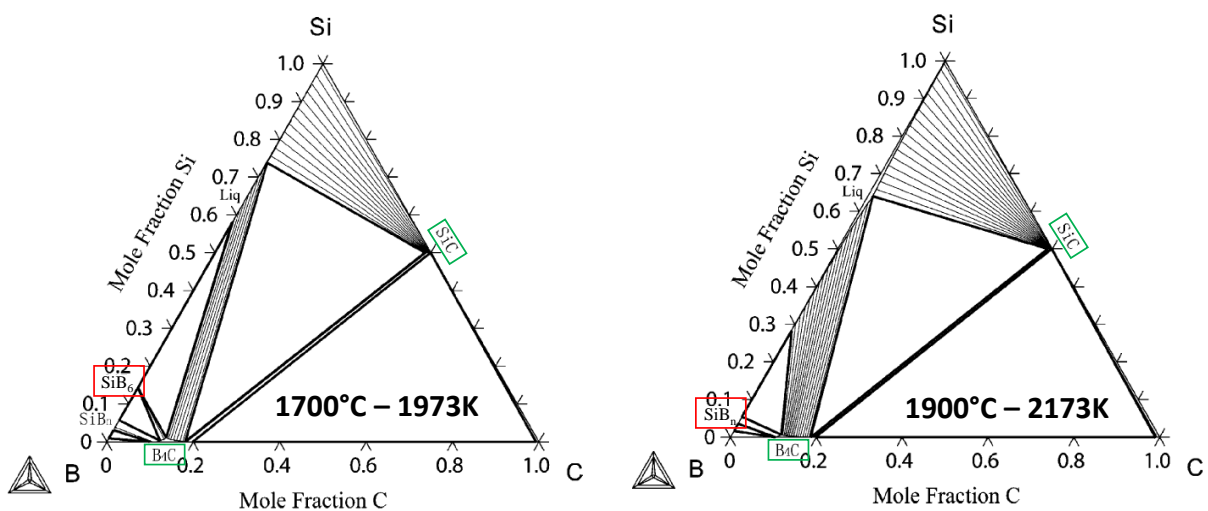 Si
1.0
0.9
0.8
0.7
Liq
0.6
0.5
0.4
0.3
0.2
SiB₆
0.1
SiBₙ
0
Mole Fraction Si
SiC
1700°C – 1973K
B₄C
B
0
0.2
0.4
0.6
0.8
1.0
C
Mole Fraction C
Si
1.0
0.9
0.8
0.7
Liq
0.6
0.5
0.4
0.3
0.2
0.1
SiBₙ
0
Mole Fraction Si
SiC
1900°C – 2173K
B₄C
B
0
0.2
0.4
0.6
0.8
1.0
C
Mole Fraction C